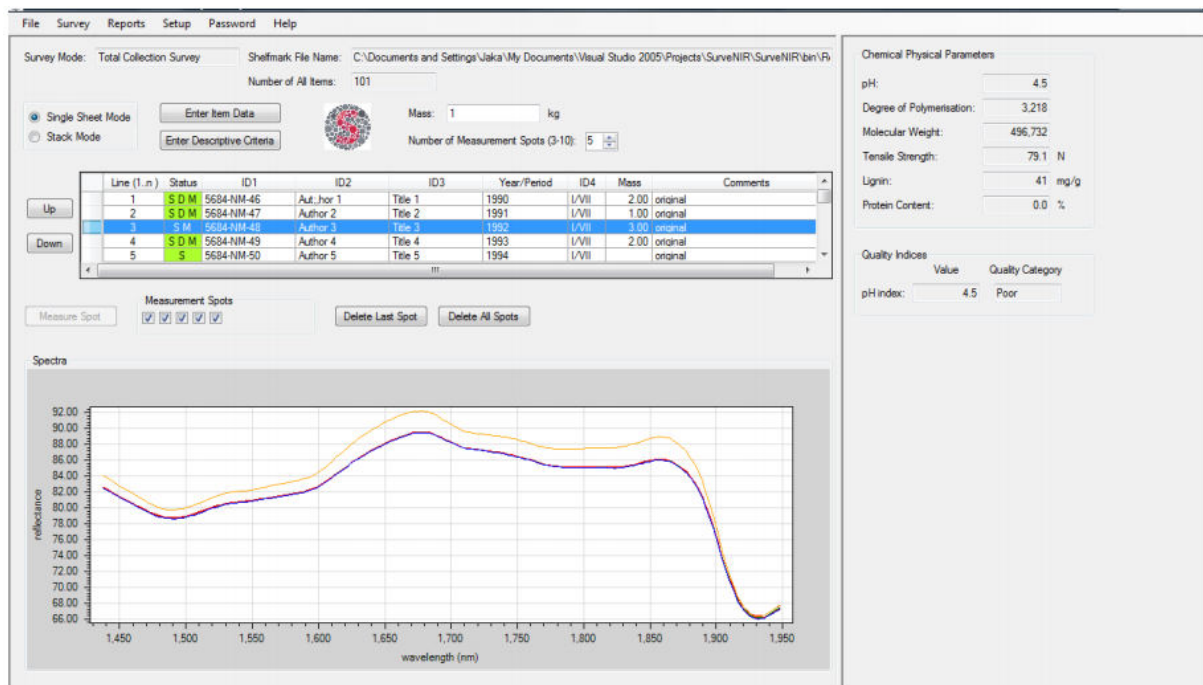 File Survey Reports Setup Password Help
Survey Mode: Total Collection Survey Shelfmark File Name: C:\Documents and Settings\Jaka\My Documents\Visual Studio 2005\Projects\SurveNIR\SurveNIR\bin\R
Number of All Items: 101
Single Sheet Mode Enter Item Data Mass: 1 kg
Stack Mode Enter Descriptive Criteria Number of Measurement Spots (3-10): 5
S
Line (1..n) Status ID1 ID2 ID3 Year/Period ID4 Mass Comments
1 S D M 5684-NM-46 Aut:,hor 1 Title 1 1990 I/VII 2.00 original
2 S D M 5684-NM-47 Author 2 Title 2 1991 I/VII 1.00 original
3 S M 5684-NM-48 Author 3 Title 3 1992 I/VII 3.00 original
4 S D M 5684-NM-49 Author 4 Title 4 1993 I/VII 2.00 original
5 S 5684-NM-50 Author 5 Title 5 1994 I/VII original
Up
Down
Measurement Spots
Measure Spot Delete Last Spot Delete All Spots
Spectra
92.00
90.00
88.00
86.00
84.00
82.00
80.00
78.00
76.00
74.00
72.00
70.00
68.00
66.00
reflectance
1,450 1,500 1,550 1,600 1,650 1,700 1,750 1,800 1,850 1,900 1,950
wavelength (nm)
Chemical Physical Parameters
pH: 4.5
Degree of Polymerisation: 3,218
Molecular Weight: 496,732
Tensile Strength: 79.1 N
Lignin: 41 mg/g
Protein Content: 0.0 %
Quality Indices
Value Quality Category
pH index: 4.5 Poor